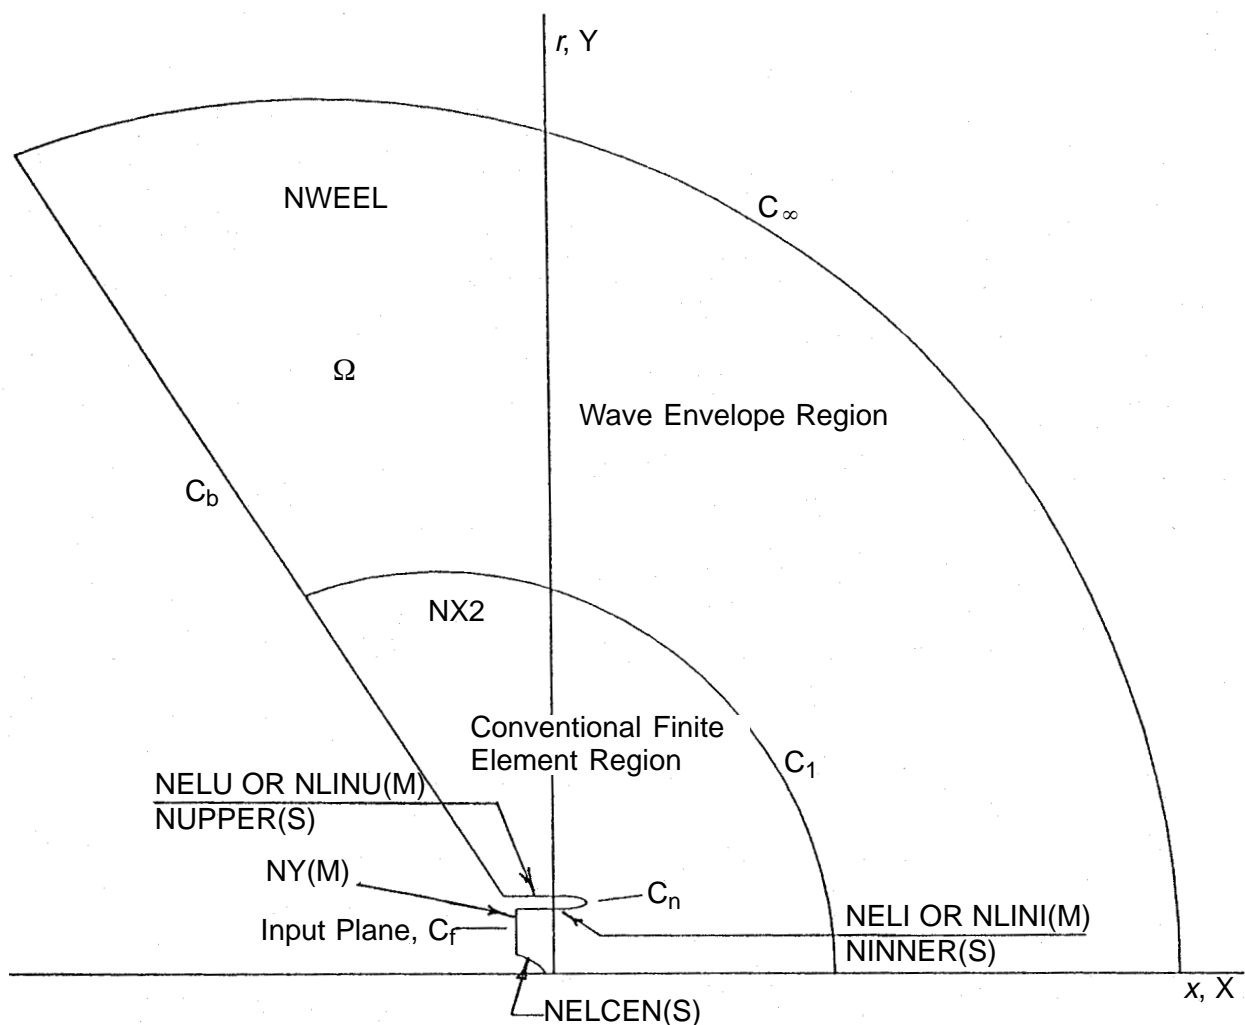 r, Y
NWEEL
C∞
Ω
Wave Envelope Region
Cb
NX2
Conventional Finite
Element Region
C1
NELU OR NLINU(M)
NUPPER(S)
NY(M)
Cn
NELI OR NLINI(M)
Input Plane, Cf
NINNER(S)
x, X
NELCEN(S)